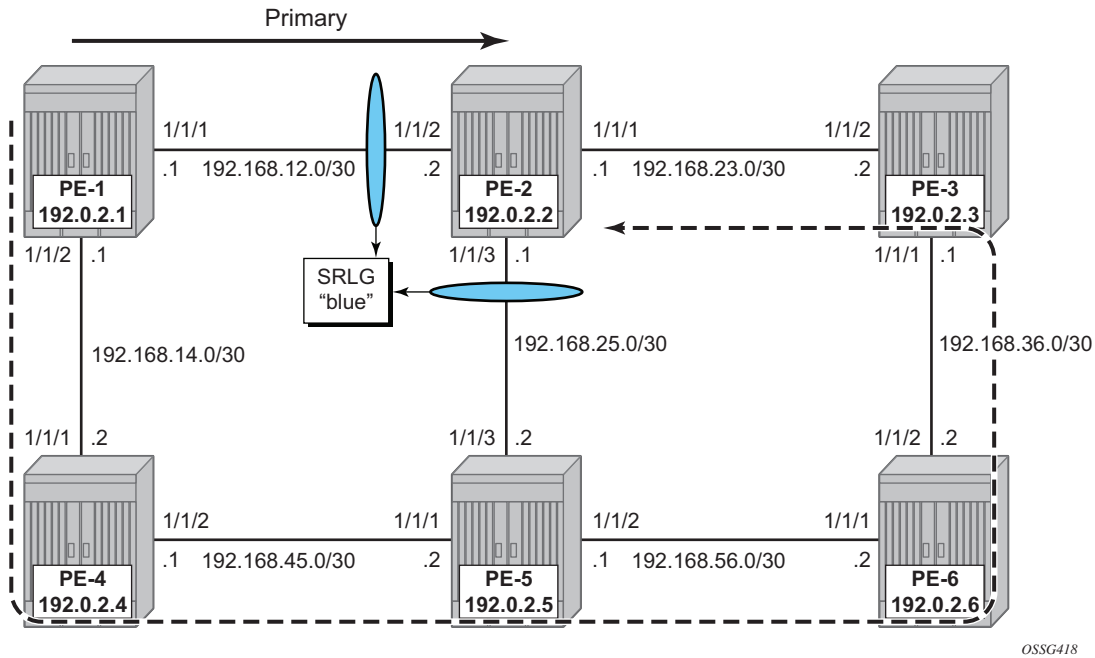 Primary
1/1/1
1/1/2
1/1/1
1/1/2
.1 192.168.12.0/30 .2
.1 192.168.23.0/30 .2
PE-1
192.0.2.1
PE-2
192.0.2.2
PE-3
192.0.2.3
1/1/2 .1
1/1/3 .1
1/1/1 .1
SRLG
"blue"
192.168.14.0/30
192.168.25.0/30
192.168.36.0/30
1/1/1 .2
1/1/3 .2
1/1/2 .2
1/1/2
1/1/1
1/1/2
1/1/1
.1 192.168.45.0/30 .2
.1 192.168.56.0/30 .2
PE-4
192.0.2.4
PE-5
192.0.2.5
PE-6
192.0.2.6
OSSG418